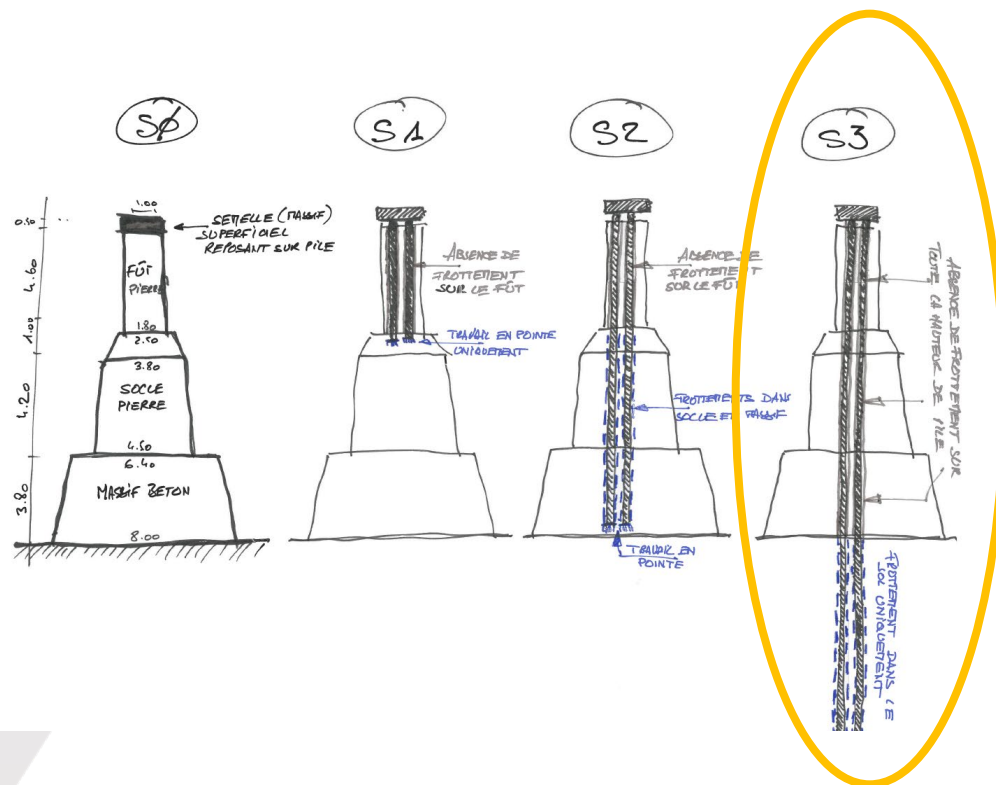 SØ
S1
S2
S3
1.00
0.50
4.60
1.00
4.20
3.80
SEMELLE (MASSIF)
SUPERFICIEL
REPOSANT SUR PILE
FÛT
PIERRE
1.80
2.50
3.80
SOCLE
PIERRE
4.50
6.40
MASSIF BETON
8.00
ABSENCE DE
FROTTEMENT
SUR LE FÛT
TRAVAIL EN POINTE
UNIQUEMENT
ABSENCE DE
FROTTEMENT
SUR LE FÛT
FROTTEMENTS DANS
SOCLE ET MASSIF
TRAVAIL EN
POINTE
ABSENCE DE FROTTEMENT SUR
TOUTE LA HAUTEUR DE PILE
FROTTEMENT DANS LE
SOL UNIQUEMENT